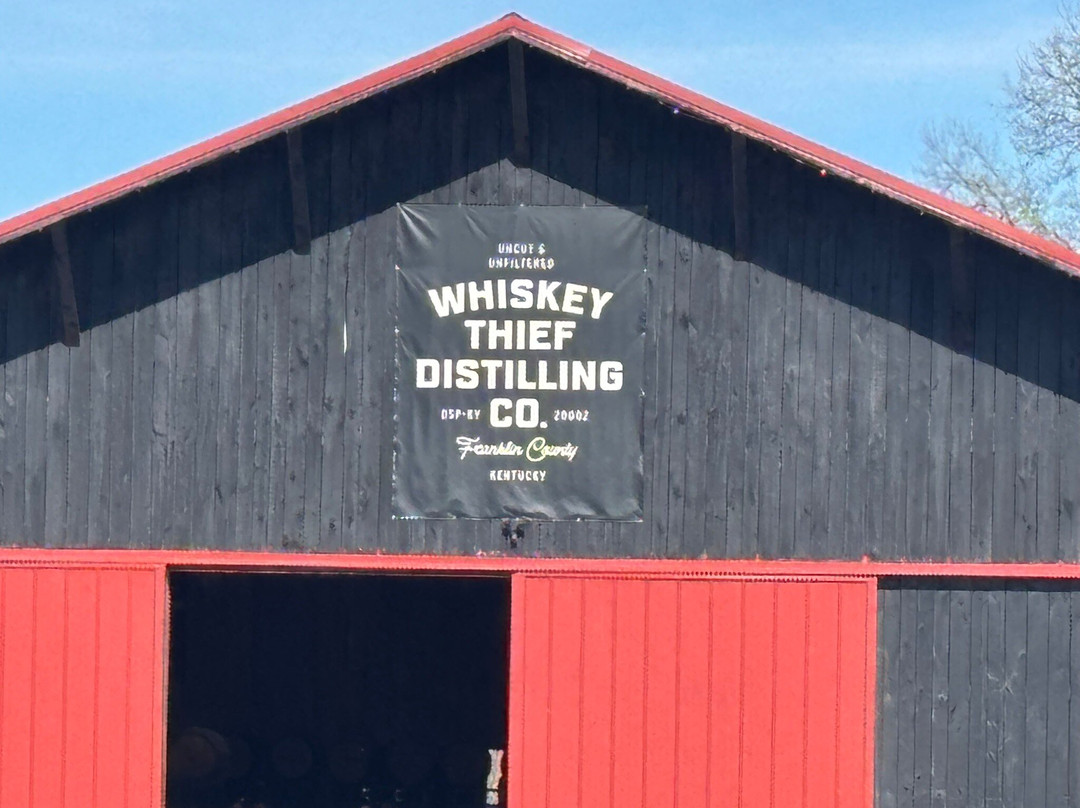 UNCUT &
UNFILTERED
WHISKEY
THIEF
DISTILLING
DSP-KY CO. 20002
Franklin County
KENTUCKY